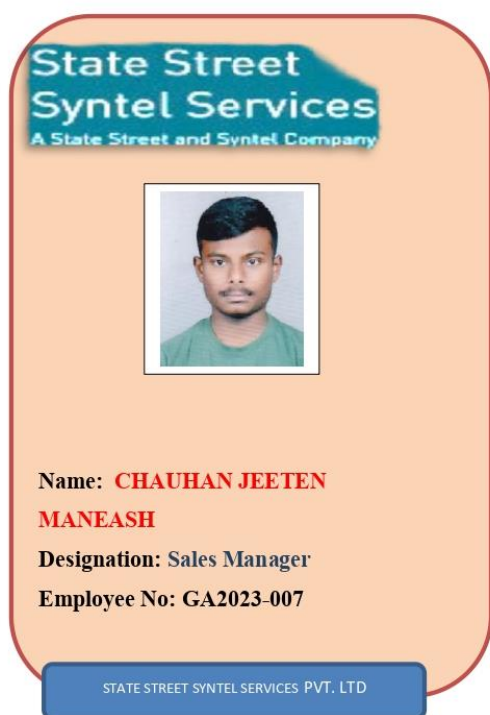 State Street
Syntel Services
A State Street and Syntel Company
Name: CHAUHAN JEETEN
MANEASH
Designation: Sales Manager
Employee No: GA2023-007
STATE STREET SYNTEL SERVICES PVT. LTD